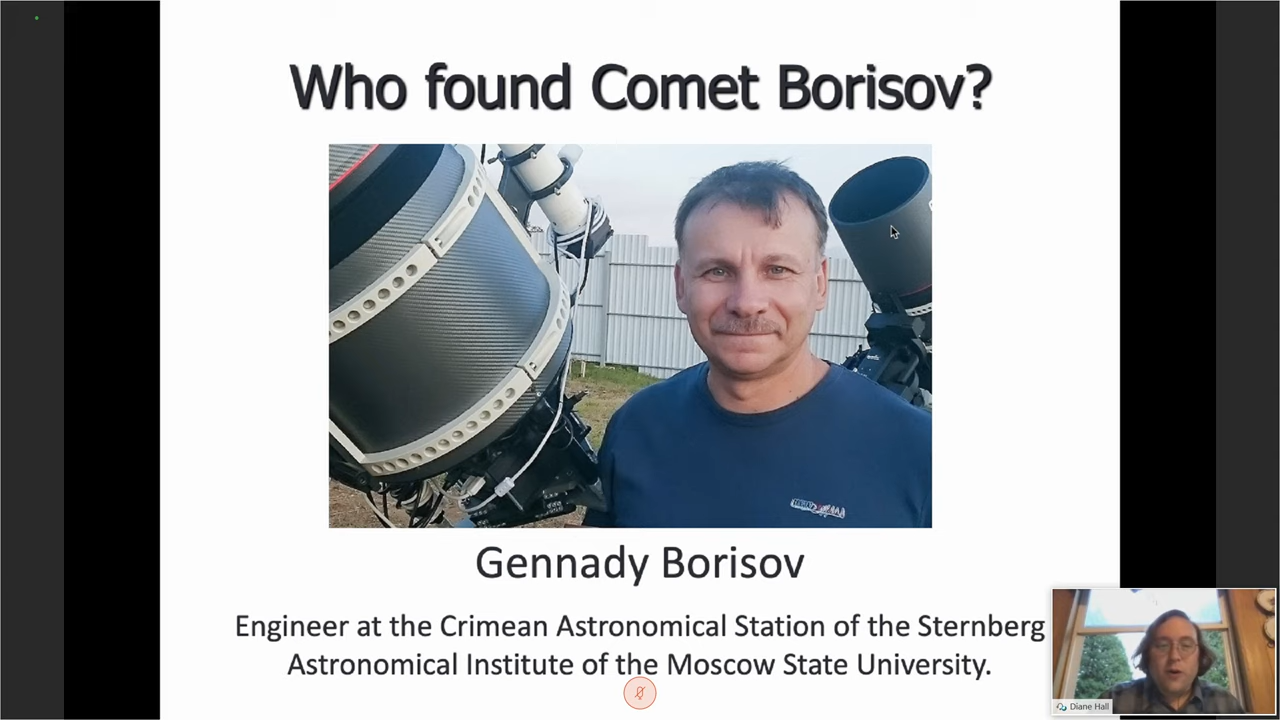 Who found Comet Borisov?
Gennady Borisov
Engineer at the Crimean Astronomical Station of the Sternberg
Astronomical Institute of the Moscow State University.
Diane Hall